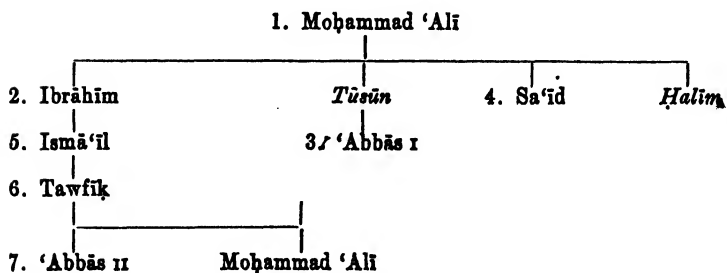 1. Moḥammad ‘Alī
2. Ibrāhīm Ṭūsūn 4. Sa‘īd Ḥalīm
5. Ismā‘īl 3. ‘Abbās I
6. Tawfīḳ
7. ‘Abbās II Moḥammad ‘Alī